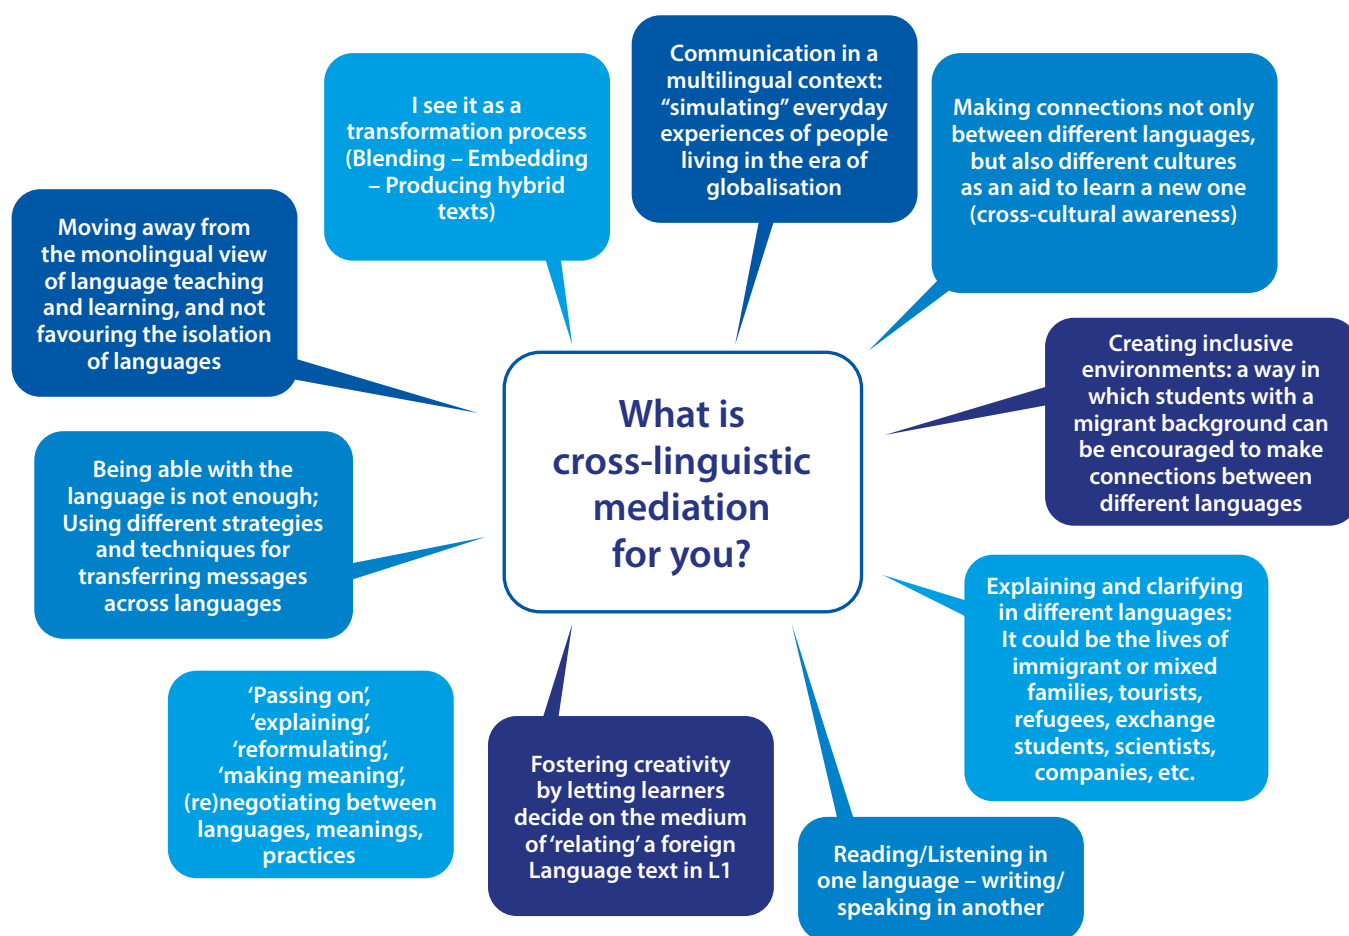 Communication in a
multilingual context:
“simulating” everyday
experiences of people
living in the era of
globalisation
I see it as a
transformation process
(Blending – Embedding
– Producing hybrid
texts)
Making connections not only
between different languages,
but also different cultures
as an aid to learn a new one
(cross-cultural awareness)
Moving away from
the monolingual view
of language teaching
and learning, and not
favouring the isolation
of languages
Creating inclusive
environments: a way in
which students with a
migrant background can
be encouraged to make
connections between
different languages
What is
cross-linguistic
mediation
for you?
Being able with the
language is not enough;
Using different strategies
and techniques for
transferring messages
across languages
Explaining and clarifying
in different languages:
It could be the lives of
immigrant or mixed
families, tourists,
refugees, exchange
students, scientists,
companies, etc.
‘Passing on’,
‘explaining’,
‘reformulating’,
‘making meaning’,
(re)negotiating between
languages, meanings,
practices
Fostering creativity
by letting learners
decide on the medium
of ‘relating’ a foreign
Language text in L1
Reading/Listening in
one language – writing/
speaking in another